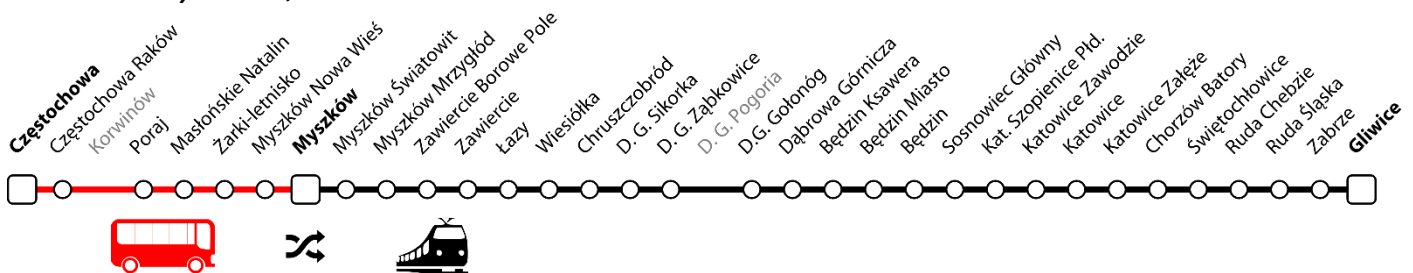 Częstochowa
Częstochowa Raków
Korwinów
Poraj
Masłońskie Natalin
Żarki-letnisko
Myszków Nowa Wieś
Myszków
Myszków Światowit
Myszków Mrzygłód
Zawiercie Borowe Pole
Zawiercie
Łazy
Wiesiółka
Chruszczobród
D. G. Sikorka
D. G. Ząbkowice
D. G. Pogoria
D.G. Gołonóg
Dąbrowa Górnicza
Będzin Ksawera
Będzin Miasto
Będzin
Sosnowiec Główny
Kat. Szopienice Płd.
Katowice Zawodzie
Katowice
Katowice Załęże
Chorzów Batory
Świętochłowice
Ruda Chebzie
Ruda Śląska
Zabrze
Gliwice